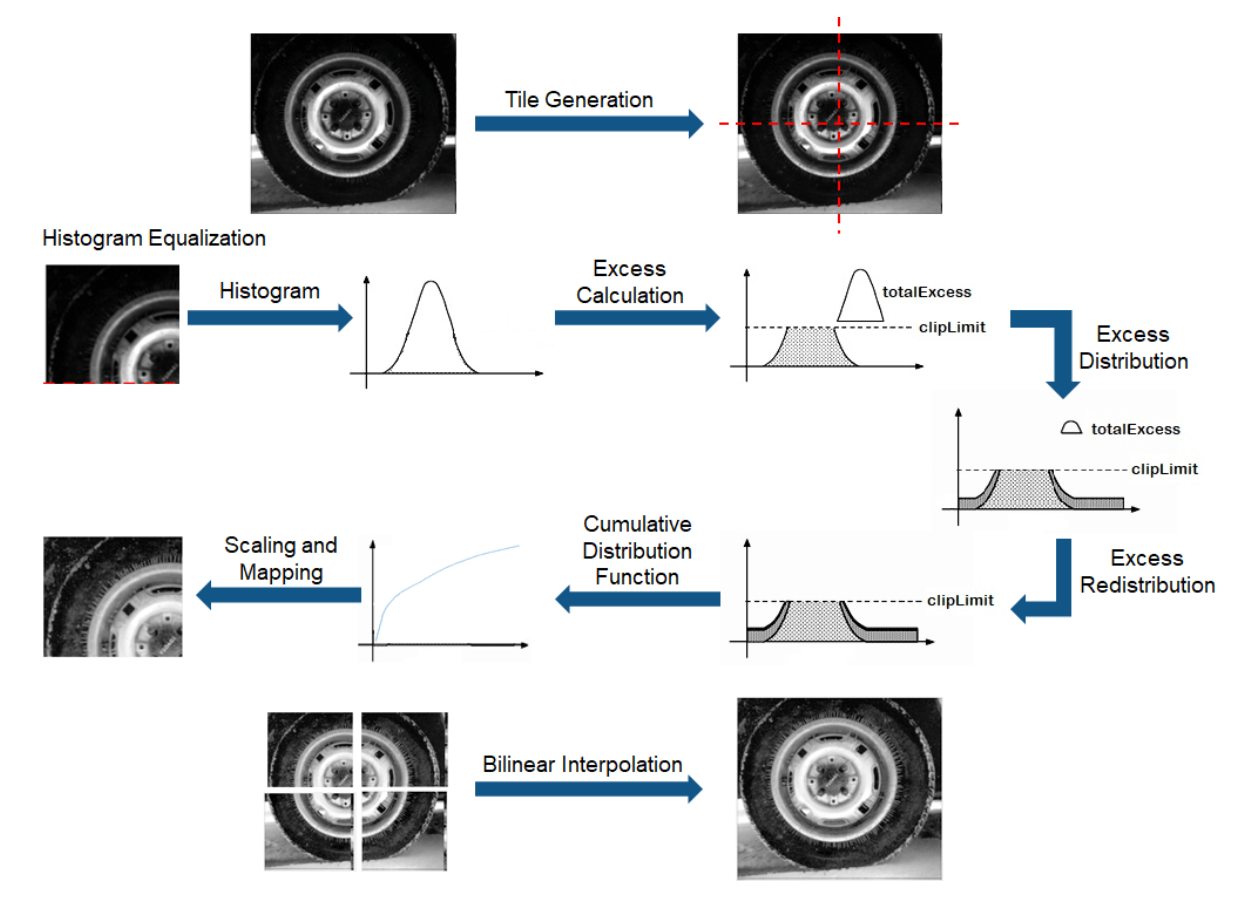 Tile Generation
Histogram Equalization
Histogram
Excess
Calculation
totalExcess
clipLimit
Excess
Distribution
totalExcess
clipLimit
Scaling and
Mapping
Cumulative
Distribution
Function
clipLimit
Excess
Redistribution
Bilinear Interpolation